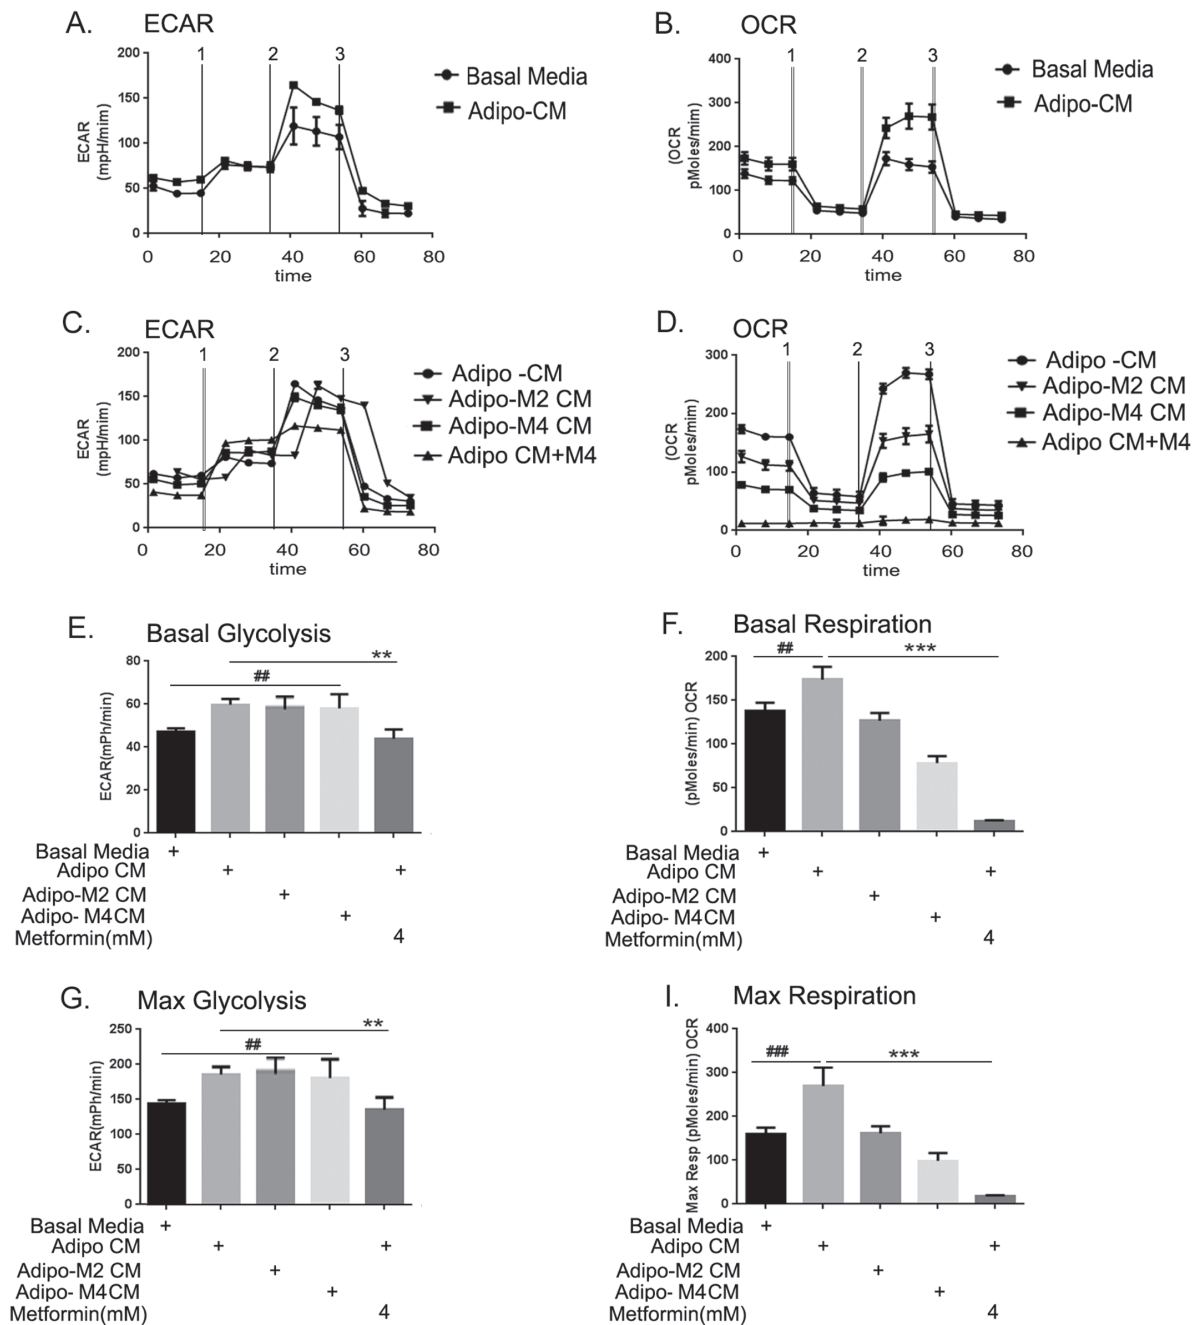 A. ECAR
200
150
100
50
0
ECAR
(mpH/mim)
1 2 3
0 20 40 60 80
time
Basal Media
Adipo-CM
B. OCR
400
300
200
100
0
(OCR
pMoles/mim)
1 2 3
0 20 40 60 80
time
Basal Media
Adipo-CM
C. ECAR
200
150
100
50
0
ECAR
(mpH/mim)
1 2 3
0 20 40 60 80
time
Adipo -CM
Adipo-M2 CM
Adipo-M4 CM
Adipo CM+M4
D. OCR
300
200
100
0
(OCR
pMoles/mim)
1 2 3
0 20 40 60 80
time
Adipo -CM
Adipo-M2 CM
Adipo-M4 CM
Adipo CM+M4
E. Basal Glycolysis
80
60
40
20
0
ECAR(mPh/min)
**
##
Basal Media +
Adipo CM + +
Adipo-M2 CM +
Adipo- M4CM +
Metformin(mM) 4
F. Basal Respiration
200
150
100
50
0
(pMoles/min) OCR
## ***
Basal Media +
Adipo CM + +
Adipo-M2 CM +
Adipo- M4CM +
Metformin(mM) 4
G. Max Glycolysis
250
200
150
100
50
0
ECAR(mPh/min)
**
##
Basal Media +
Adipo CM + +
Adipo-M2 CM +
Adipo- M4CM +
Metformin(mM) 4
I. Max Respiration
400
300
200
100
0
Max Resp (pMoles/min) OCR
### ***
Basal Media +
Adipo CM + +
Adipo-M2 CM +
Adipo- M4CM +
Metformin(mM) 4